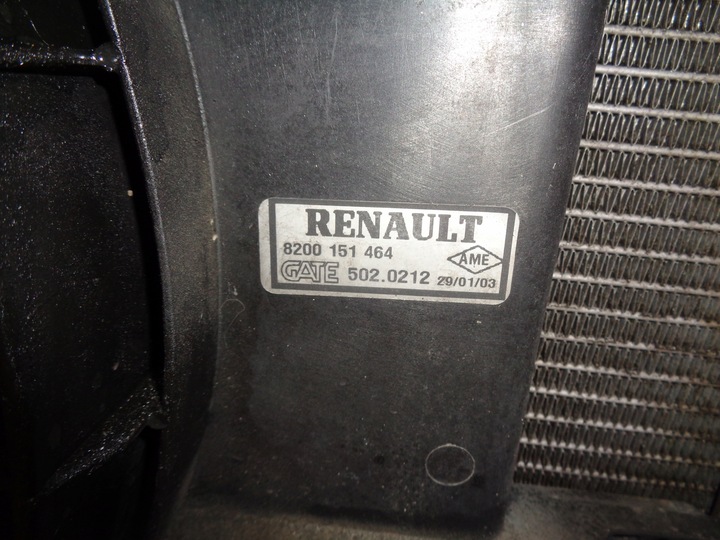 RENAULT
8200 151 464
AME
GATE 502.0212 29/01/03